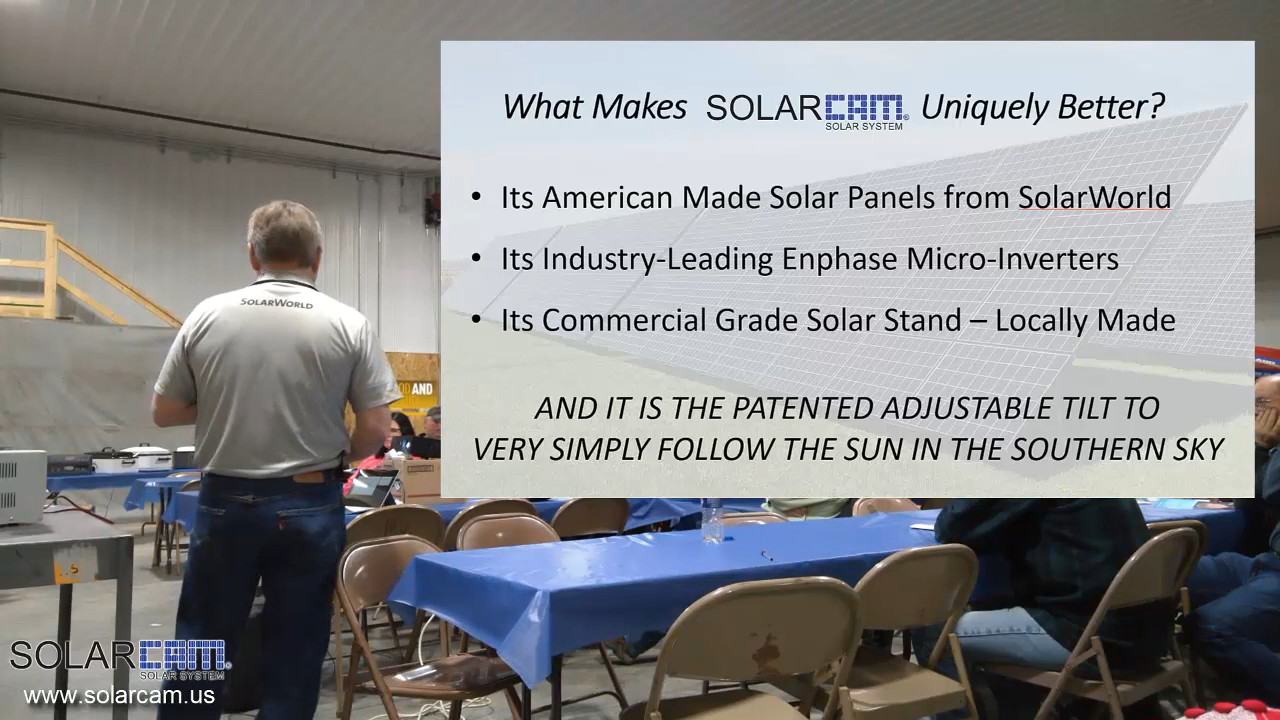 What Makes SOLARCAM® Uniquely Better?
SOLAR SYSTEM
• Its American Made Solar Panels from SolarWorld
• Its Industry-Leading Enphase Micro-Inverters
• Its Commercial Grade Solar Stand – Locally Made
AND IT IS THE PATENTED ADJUSTABLE TILT TO
VERY SIMPLY FOLLOW THE SUN IN THE SOUTHERN SKY
SOLARWORLD
AND
SOLARCAM®
SOLAR SYSTEM
www.solarcam.us